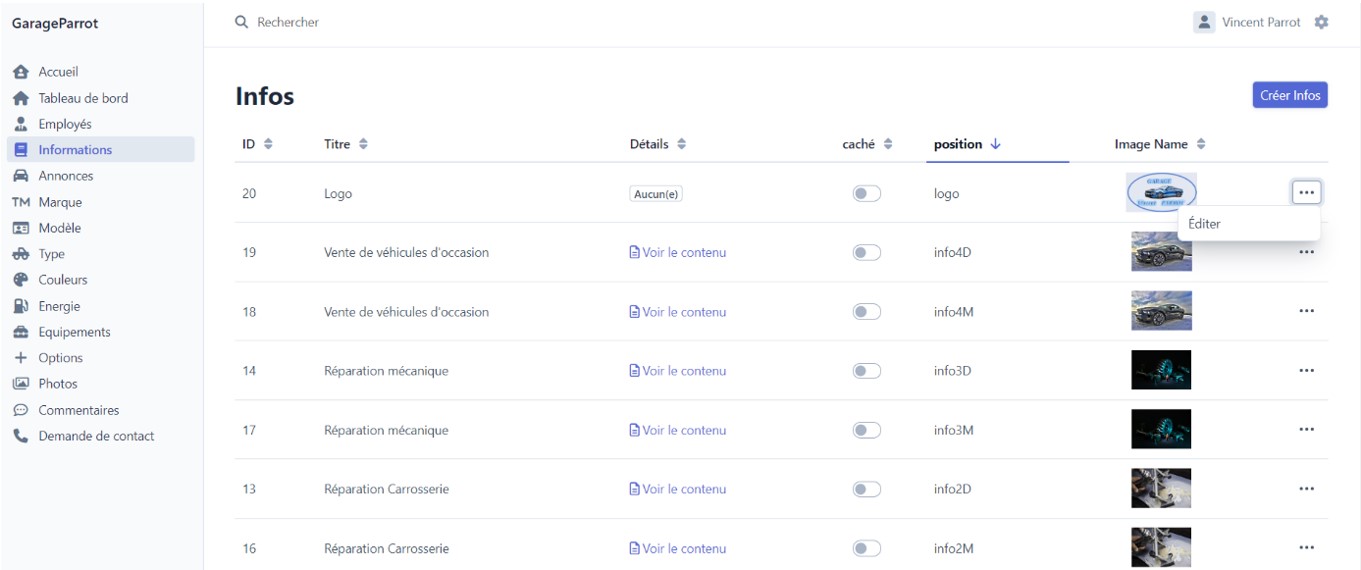 GarageParrot
Rechercher
Vincent Parrot
Accueil
Tableau de bord
Employés
Informations
Annonces
TM Marque
Modèle
Type
Couleurs
Energie
Equipements
Options
Photos
Commentaires
Demande de contact
Infos
Créer Infos
ID Titre Détails caché position Image Name
20 Logo Aucun(e) logo
GARAGE
Vincent PARROT
Éditer
19 Vente de véhicules d'occasion Voir le contenu info4D
18 Vente de véhicules d'occasion Voir le contenu info4M
14 Réparation mécanique Voir le contenu info3D
17 Réparation mécanique Voir le contenu info3M
13 Réparation Carrosserie Voir le contenu info2D
16 Réparation Carrosserie Voir le contenu info2M